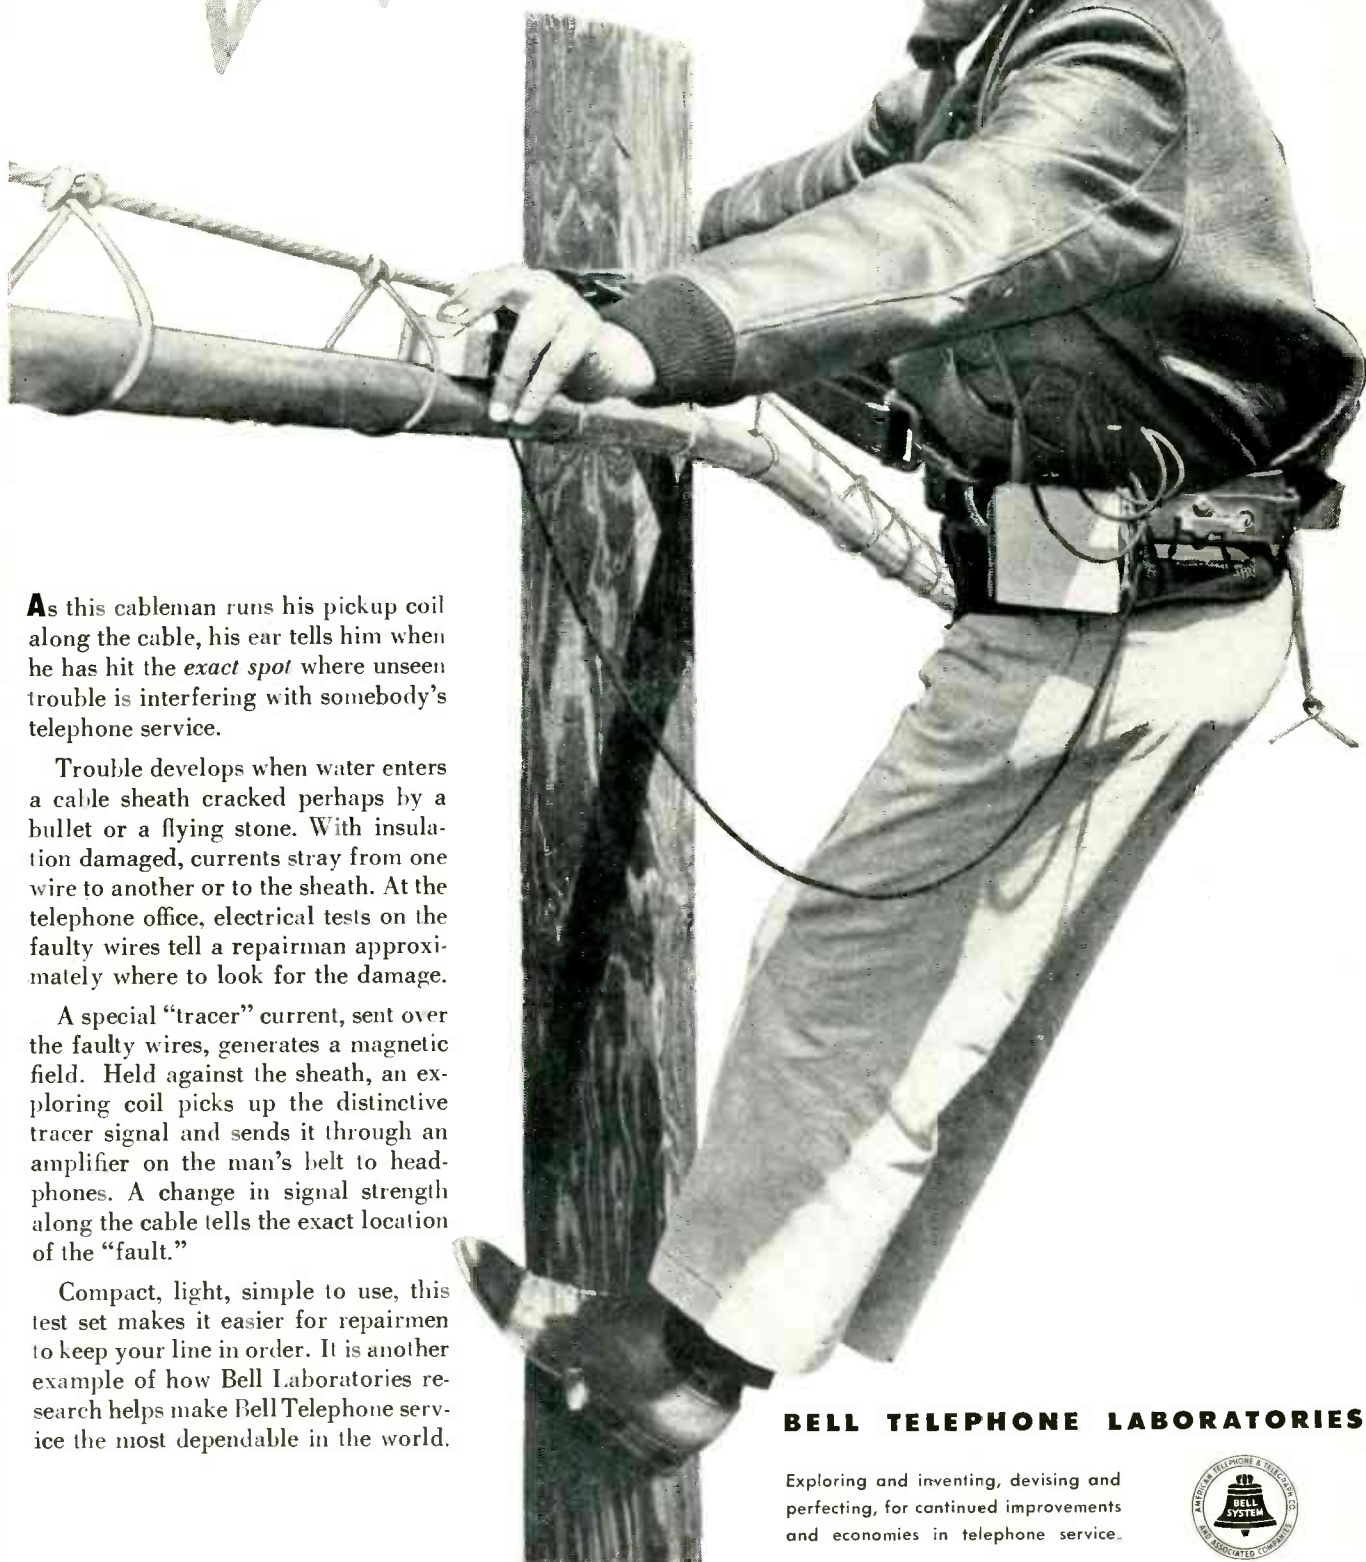 As this cableman runs his pickup coil
along the cable, his ear tells him when
he has hit the exact spot where unseen
trouble is interfering with somebody's
telephone service.
Trouble develops when water enters
a cable sheath cracked perhaps by a
bullet or a flying stone. With insula-
tion damaged, currents stray from one
wire to another or to the sheath. At the
telephone office, electrical tests on the
faulty wires tell a repairman approxi-
mately where to look for the damage.
A special “tracer” current, sent over
the faulty wires, generates a magnetic
field. Held against the sheath, an ex-
ploring coil picks up the distinctive
tracer signal and sends it through an
amplifier on the man's belt to head-
phones. A change in signal strength
along the cable tells the exact location
of the “fault.”
Compact, light, simple to use, this
test set makes it easier for repairmen
to keep your line in order. It is another
example of how Bell Laboratories re-
search helps make Bell Telephone serv-
ice the most dependable in the world.
BELL TELEPHONE LABORATORIES
Exploring and inventing, devising and
perfecting, for continued improvements
and economies in telephone service.
AMERICAN TELEPHONE & TELEGRAPH CO.
BELL
SYSTEM
AND ASSOCIATED COMPANIES